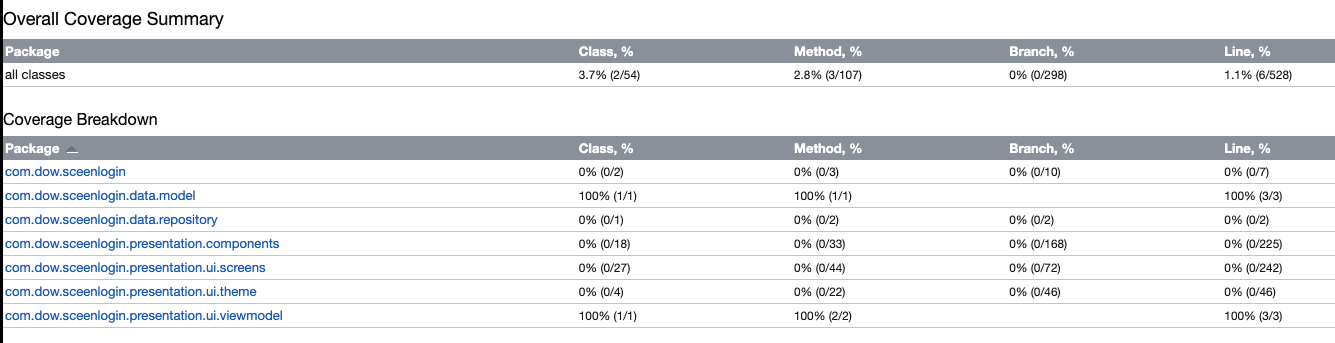 Overall Coverage Summary
Package Class, % Method, % Branch, % Line, %
all classes 3.7% (2/54) 2.8% (3/107) 0% (0/298) 1.1% (6/528)
Coverage Breakdown
Package Class, % Method, % Branch, % Line, %
com.dow.sceenlogin 0% (0/2) 0% (0/3) 0% (0/10) 0% (0/7)
com.dow.sceenlogin.data.model 100% (1/1) 100% (1/1) 100% (3/3)
com.dow.sceenlogin.data.repository 0% (0/1) 0% (0/2) 0% (0/2) 0% (0/2)
com.dow.sceenlogin.presentation.components 0% (0/18) 0% (0/33) 0% (0/168) 0% (0/225)
com.dow.sceenlogin.presentation.ui.screens 0% (0/27) 0% (0/44) 0% (0/72) 0% (0/242)
com.dow.sceenlogin.presentation.ui.theme 0% (0/4) 0% (0/22) 0% (0/46) 0% (0/46)
com.dow.sceenlogin.presentation.ui.viewmodel 100% (1/1) 100% (2/2) 100% (3/3)